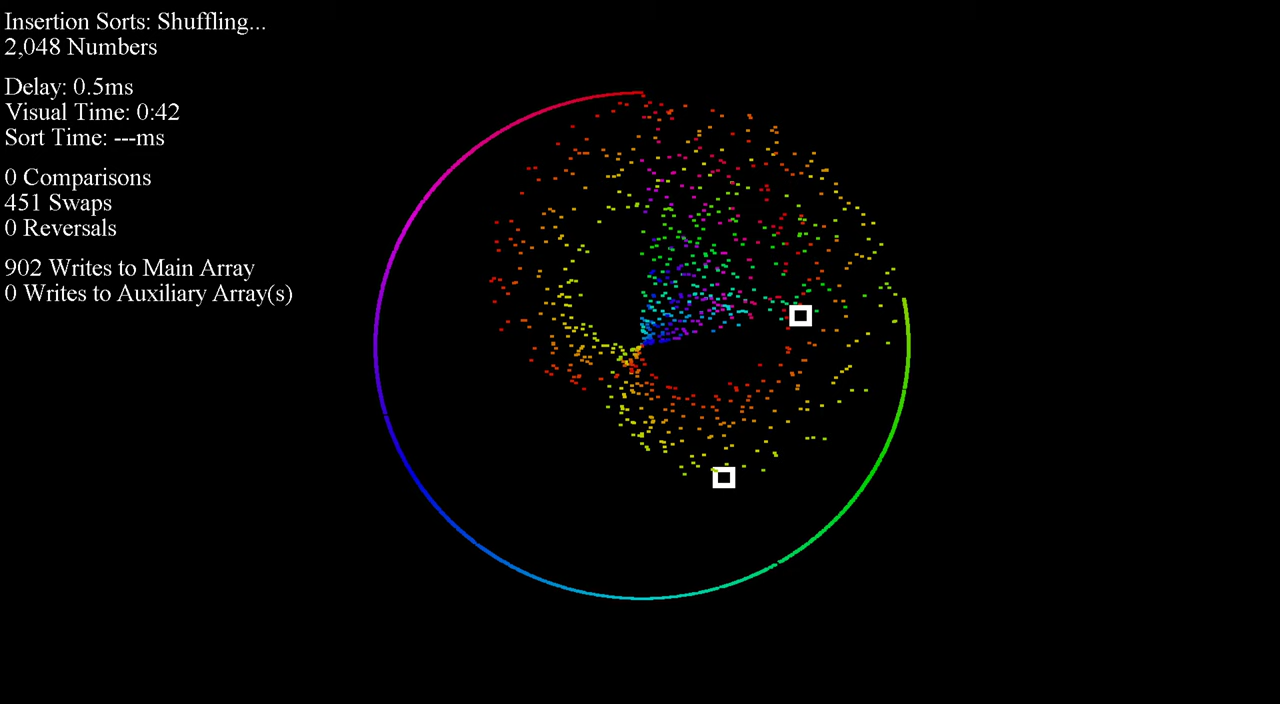 Insertion Sorts: Shuffling...
2,048 Numbers
Delay: 0.5ms
Visual Time: 0:42
Sort Time: ---ms
0 Comparisons
451 Swaps
0 Reversals
902 Writes to Main Array
0 Writes to Auxiliary Array(s)